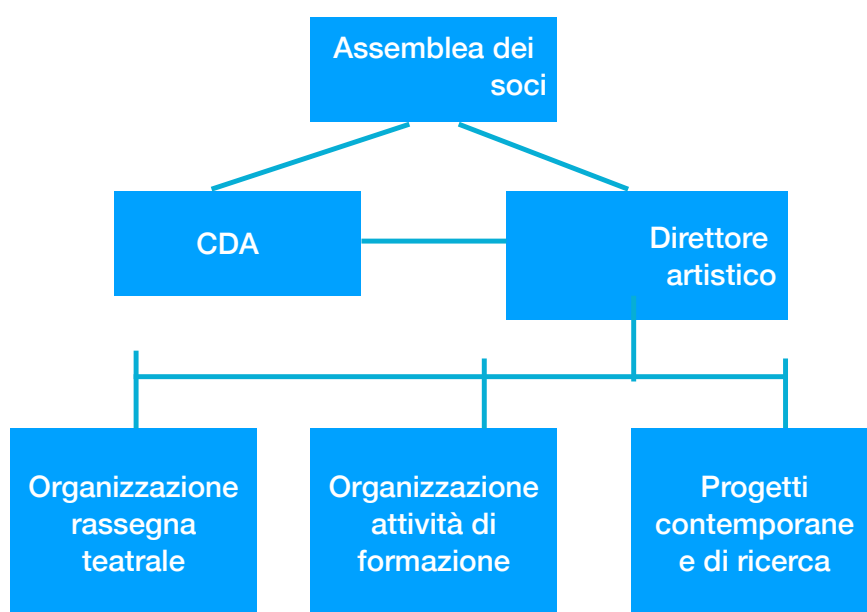 Assemblea dei
soci
CDA
Direttore
artistico
Organizzazione
rassegna
teatrale
Organizzazione
attività di
formazione
Progetti
contemporane
e di ricerca